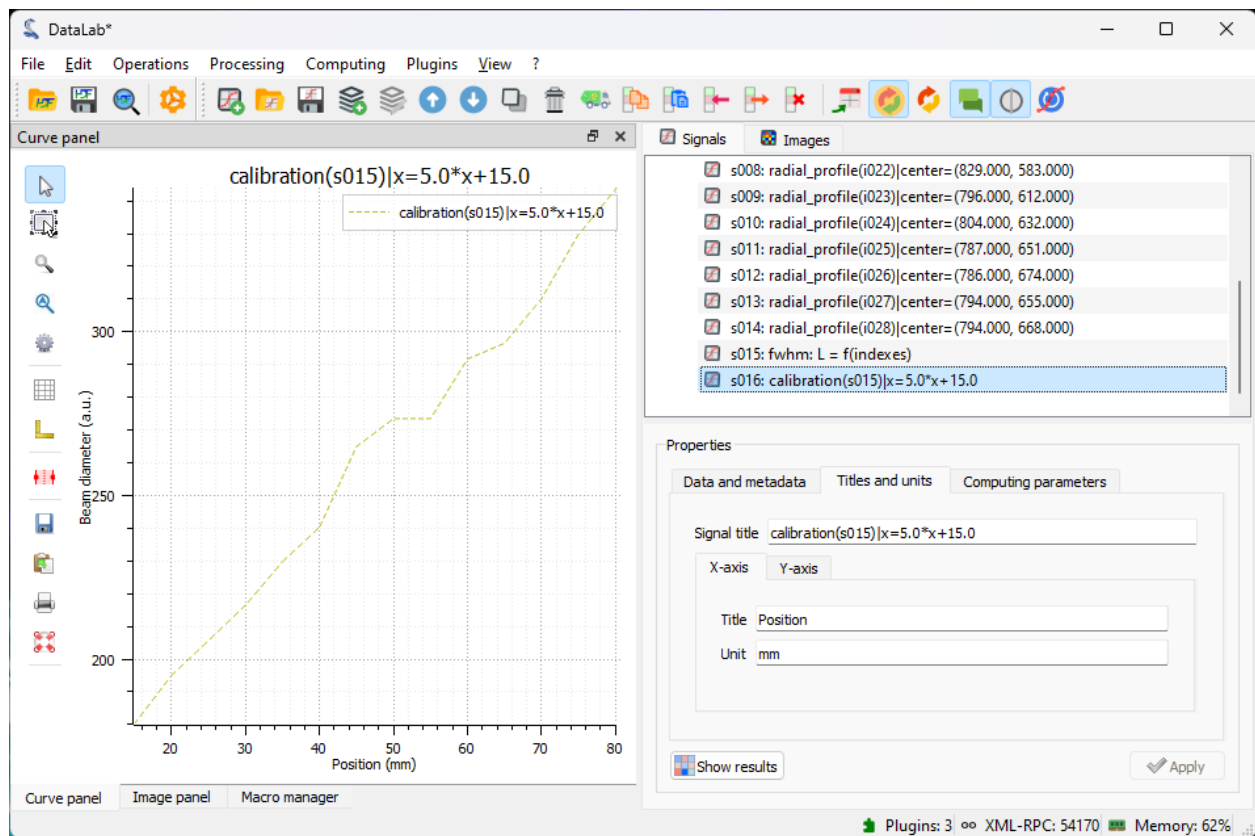 DataLab*
File Edit Operations Processing Computing Plugins View ?
Curve panel
calibration(s015)|x=5.0*x+15.0
calibration(s015)|x=5.0*x+15.0
300
250
200
Beam diameter (a.u.)
20 30 40 50 60 70 80
Position (mm)
Curve panel Image panel Macro manager
Signals Images
s008: radial_profile(i022)|center=(829.000, 583.000)
s009: radial_profile(i023)|center=(796.000, 612.000)
s010: radial_profile(i024)|center=(804.000, 632.000)
s011: radial_profile(i025)|center=(787.000, 651.000)
s012: radial_profile(i026)|center=(786.000, 674.000)
s013: radial_profile(i027)|center=(794.000, 655.000)
s014: radial_profile(i028)|center=(794.000, 668.000)
s015: fwhm: L = f(indexes)
s016: calibration(s015)|x=5.0*x+15.0
Properties
Data and metadata Titles and units Computing parameters
Signal title calibration(s015)|x=5.0*x+15.0
X-axis Y-axis
Title Position
Unit mm
Show results Apply
Plugins: 3 XML-RPC: 54170 Memory: 62%